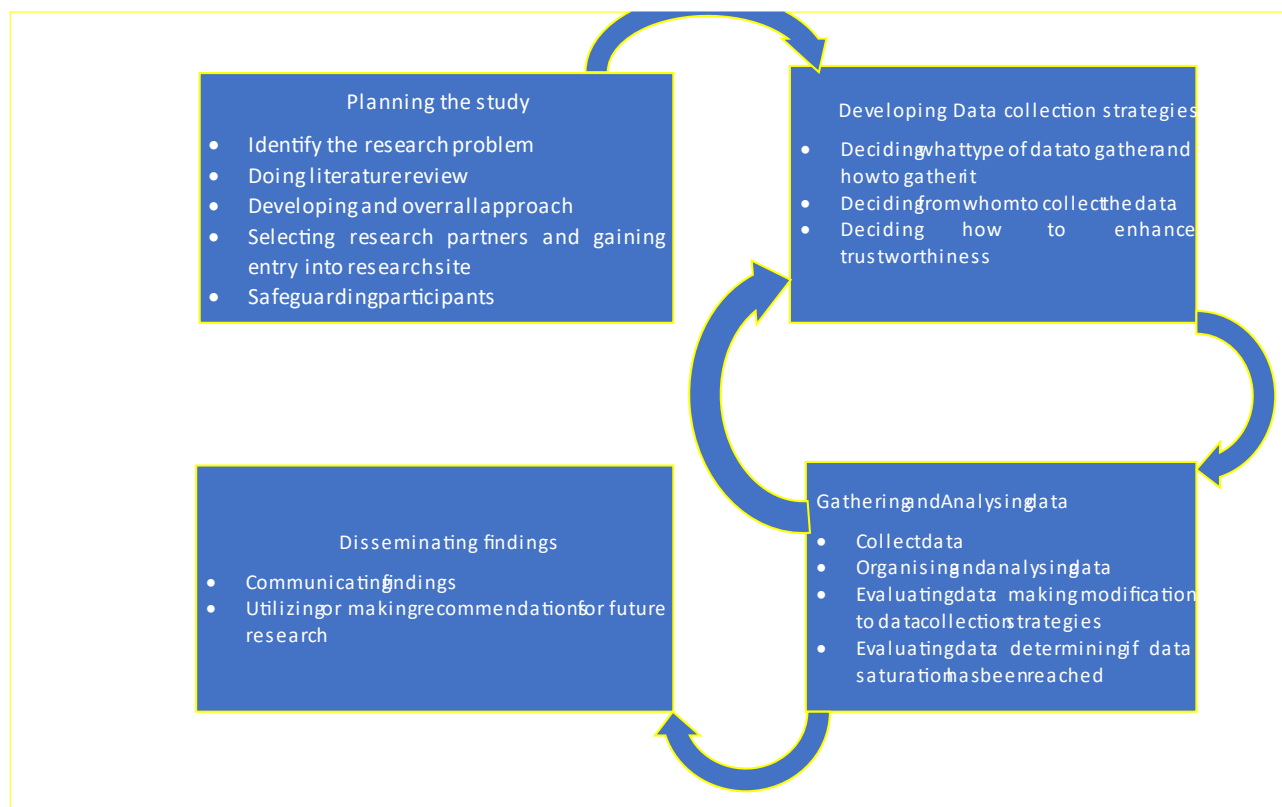 Planning the study
• Identify the research problem
• Doing literature review
• Developing and overrall approach
• Selecting research partners and gaining
entry into research site
• Safeguarding participants
Developing Data collection strategies
• Deciding what type of data to gather and
how to gather it
• Deciding from whom to collect the data
• Deciding how to enhance
trustworthiness
Gathering and Analysing data
• Collect data
• Organising and analysing data
• Evaluating data: making modification
to data collection strategies
• Evaluating data: determining if data
saturation has been reached
Disseminating findings
• Communicating findings
• Utilizing or making recommendations for future
research